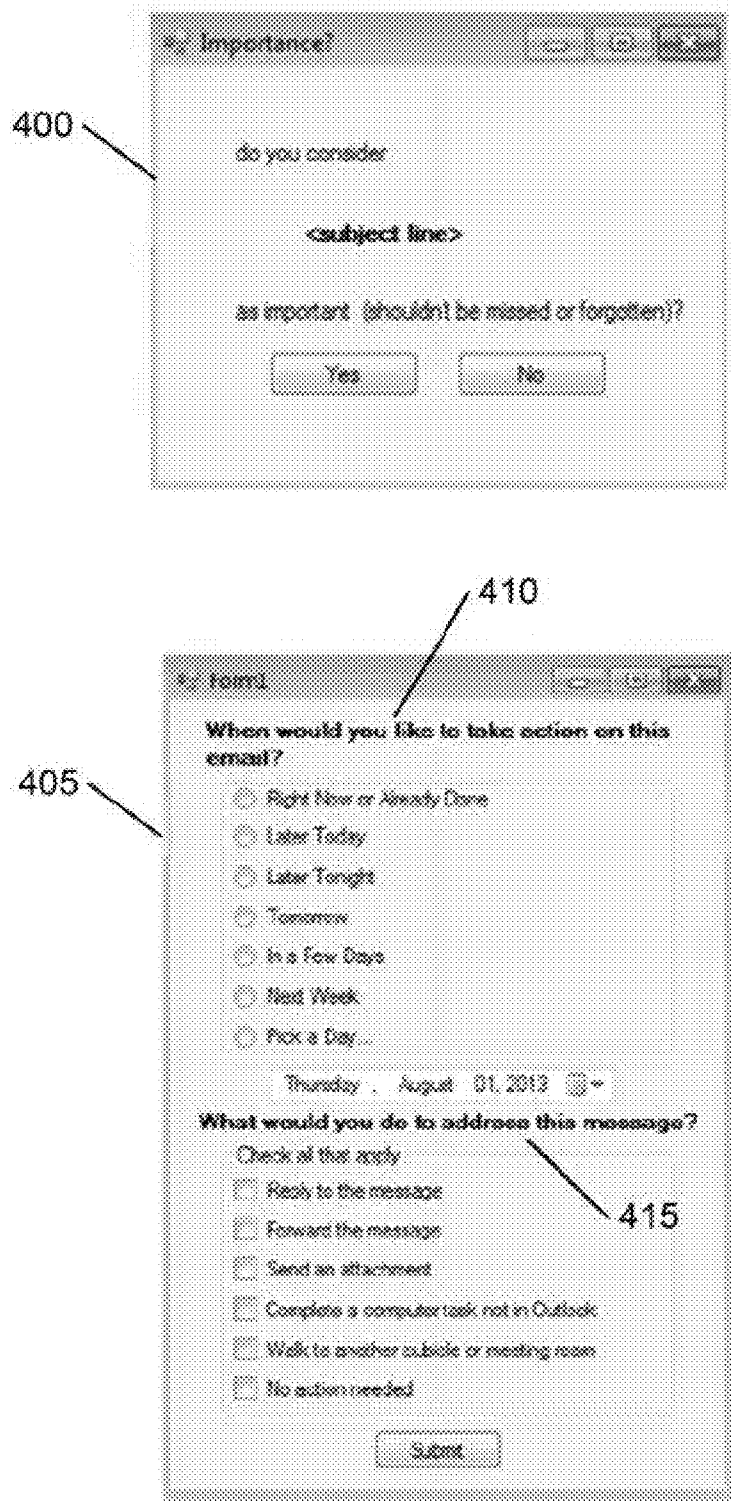 Importance?
400
do you consider
<subject line>
as important (shouldn't be missed or forgotten)?
Yes No
410
Form1
When would you like to take action on this
email?
405
Right Now or Already Done
Later Today
Later Tonight
Tomorrow
In a Few Days
Next Week
Pick a Day...
Thursday , August 01, 2013
What would you do to address this message?
Check all that apply
415
Reply to the message
Forward the message
Send an attachment
Complete a computer task not in Outlook
Walk to another cubicle or meeting room
No action needed
Submit